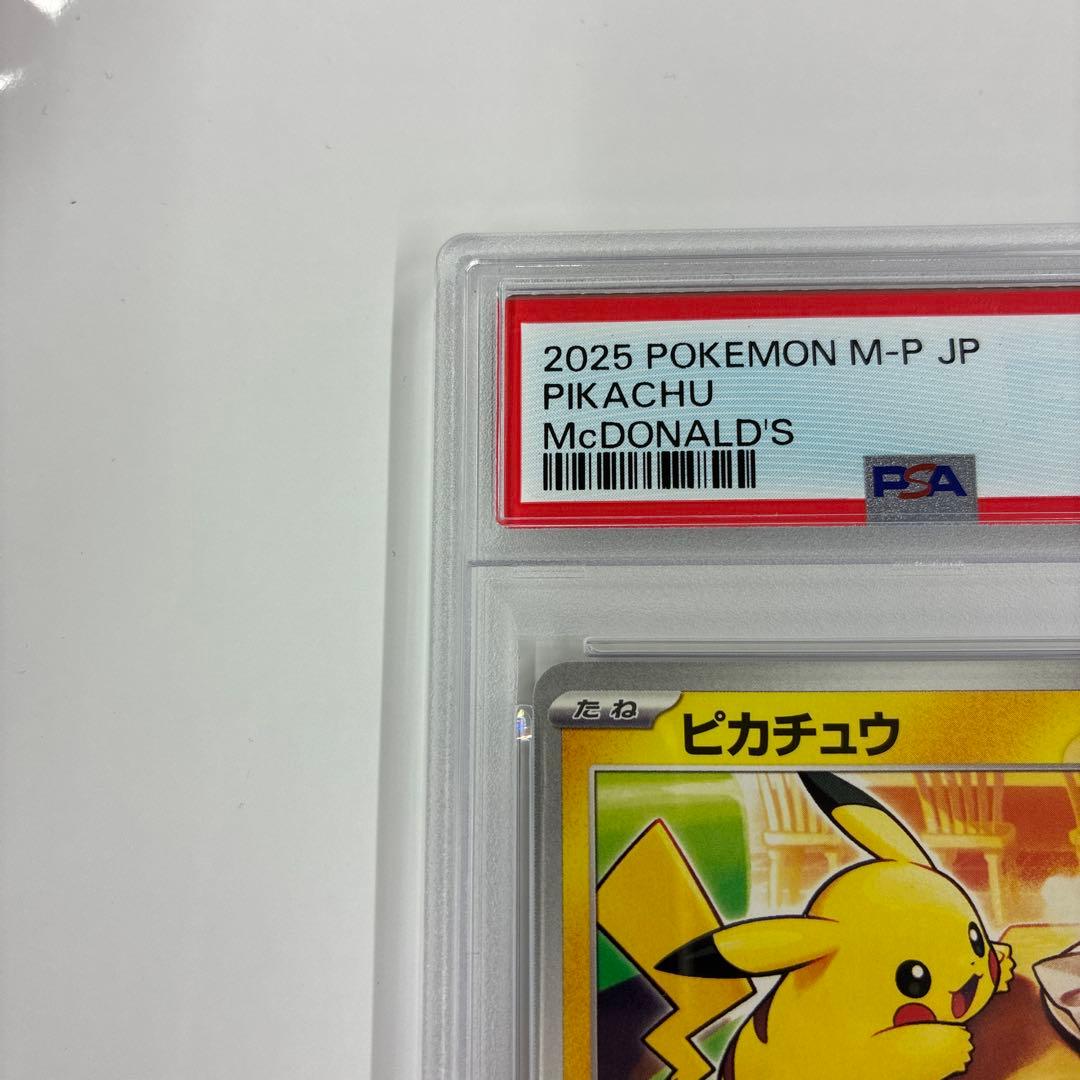 2025 POKEMON M-P JP
PIKACHU
McDONALD'S
PSA
たね ピカチュウ